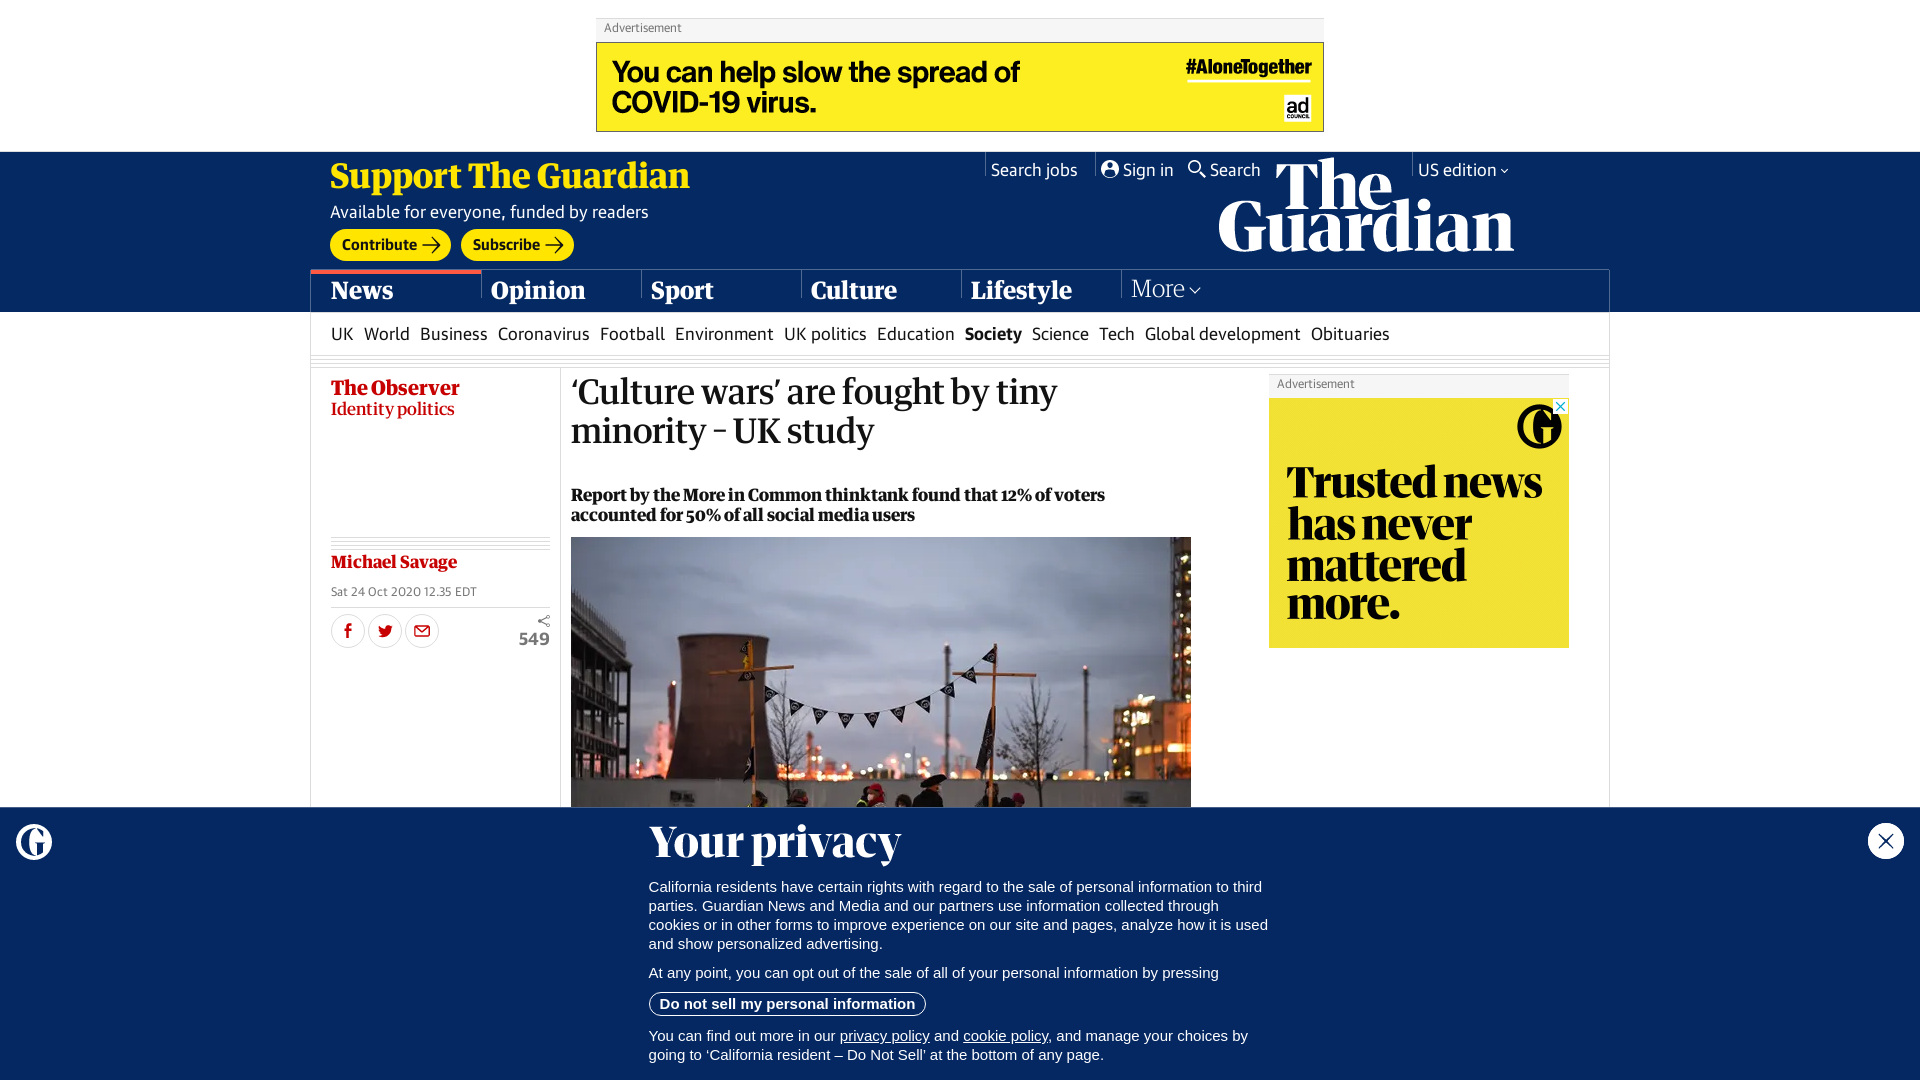 Advertisement
You can help slow the spread of
COVID-19 virus.
#AloneTogether
ad
COUNCIL
Support The Guardian
Available for everyone, funded by readers
Contribute
Subscribe
Search jobs
Sign in
Search
US edition
The
Guardian
News
Opinion
Sport
Culture
Lifestyle
More
UK World Business Coronavirus Football Environment UK politics Education Society Science Tech Global development Obituaries
The Observer
Identity politics
‘Culture wars’ are fought by tiny
minority – UK study
Report by the More in Common thinktank found that 12% of voters
accounted for 50% of all social media users
Michael Savage
Sat 24 Oct 2020 12.35 EDT
549
Advertisement
Trusted news
has never
mattered
more.
Your privacy
California residents have certain rights with regard to the sale of personal information to third
parties. Guardian News and Media and our partners use information collected through
cookies or in other forms to improve experience on our site and pages, analyze how it is used
and show personalized advertising.
At any point, you can opt out of the sale of all of your personal information by pressing
Do not sell my personal information
You can find out more in our privacy policy and cookie policy, and manage your choices by
going to ‘California resident – Do Not Sell’ at the bottom of any page.